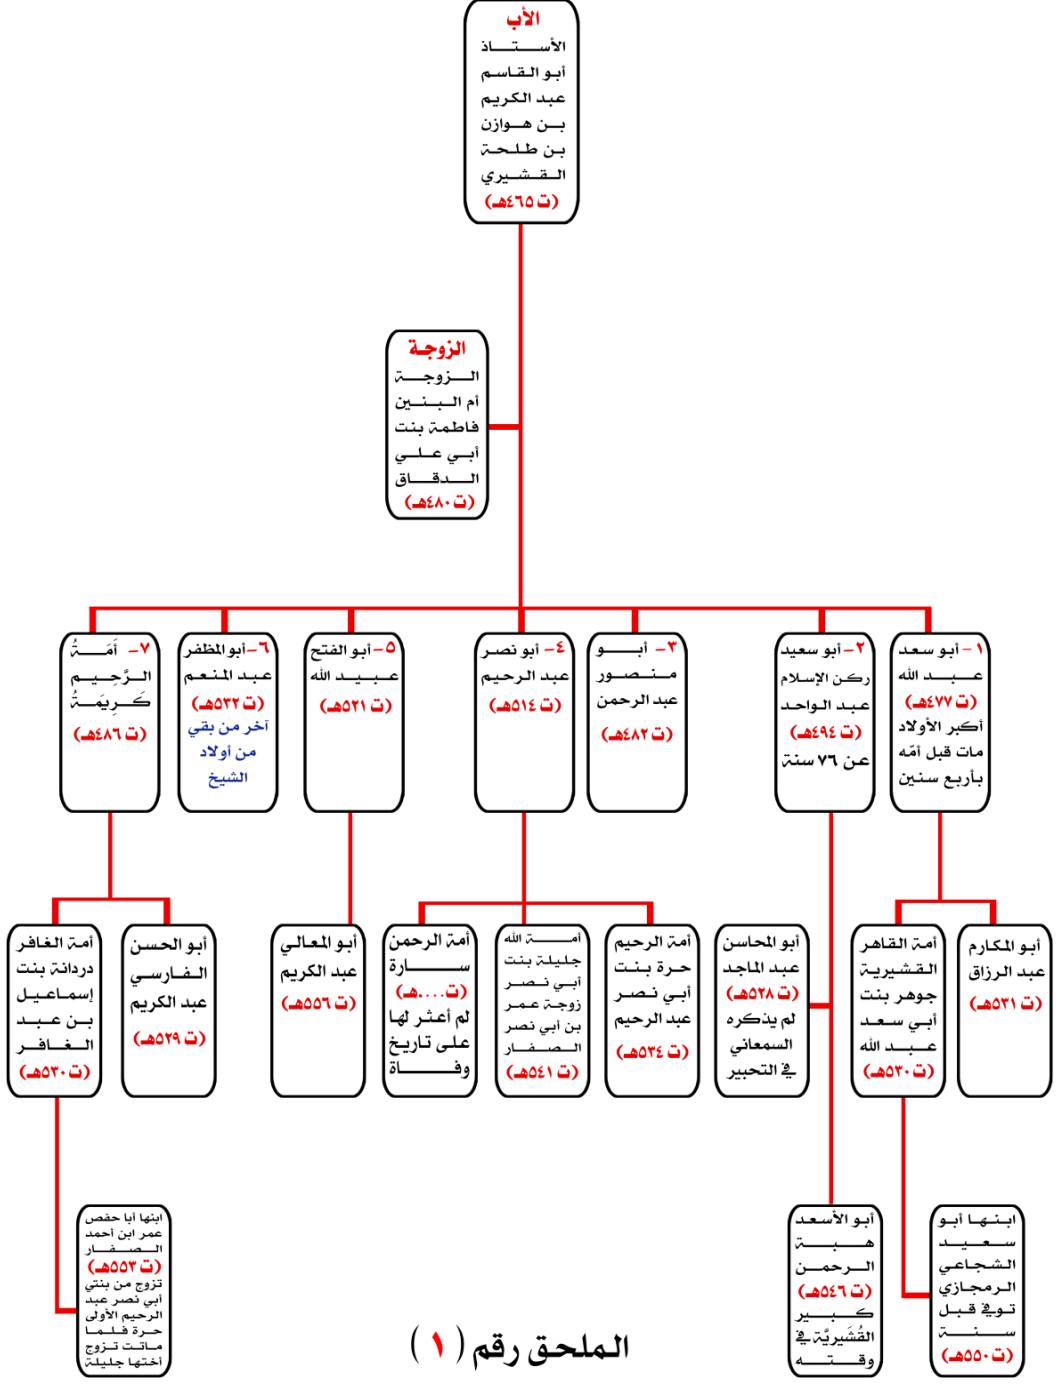 الأب
الأستاذ
أبو القاسم
عبد الكريم
بن هوازن
بن طلحة
القشيري
(ت ٤٦٥هـ)
الزوجة
الزوجة
أم البنين
فاطمة بنت
أبي علي
الدقاق
(ت ٤٨٠هـ)
١- أبو سعد
عبد الله
(ت ٤٧٧هـ)
أكبر الأولاد
مات قبل أمّه
بأربع سنين
٢- أبو سعيد
ركن الإسلام
عبد الواحد
(ت ٤٩٤هـ)
عن ٧٦ سنة
٣- أبو
منصور
عبد الرحمن
(ت ٤٨٢هـ)
٤- أبو نصر
عبد الرحيم
(ت ٥١٤هـ)
٥- أبو الفتح
عبيد الله
(ت ٥٢١هـ)
٦- أبو المظفر
عبد المنعم
(ت ٥٣٢هـ)
آخر من بقي
من أولاد
الشيخ
٧- أَمَةُ
الرَّحِيم
كَرِيمَةُ
(ت ٤٨٦هـ)
أبو المكارم
عبد الرزاق
(ت ٥٣١هـ)
أمة القاهر
القشيرية
جوهر بنت
أبي سعد
عبد الله
(ت ٥٣٠هـ)
أبو المحاسن
عبد الماجد
(ت ٥٢٨هـ)
لم يذكره
السمعاني
في التحبير
أمة الرحيم
حرة بنت
أبي نصر
عبد الرحيم
(ت ٥٣٤هـ)
أمة الله
جليلة بنت
أبي نصر
زوجة عمر
بن أبي نصر
الصفار
(ت ٥٤١هـ)
أمة الرحمن
سارة
(ت....هـ)
لم أعثر لها
على تاريخ
وفاة
أبو المعالي
عبد الكريم
(ت ٥٥٦هـ)
أبو الحسن
الفارسي
عبد الكريم
(ت ٥٢٩هـ)
أمة الغافر
دردانة بنت
إسماعيل
بن عبد
الغافر
(ت ٥٣٠هـ)
ابنها أبو
سعيد
الشجاعي
الرمجازي
توفي قبل
سنة
(ت ٥٥٠هـ)
أبو الأسعد
هبة
الرحمن
(ت ٥٤٦هـ)
كبير
القُشَيريَّة في
وقته
ابنها أبا حفص
عمر ابن أحمد
الصفار
(ت ٥٥٣هـ)
تزوج من بنتي
أبي نصر عبد
الرحيم الأولى
حرة فلما
ماتت تزوج
أختها جليلة
الملحق رقم ( ١ )